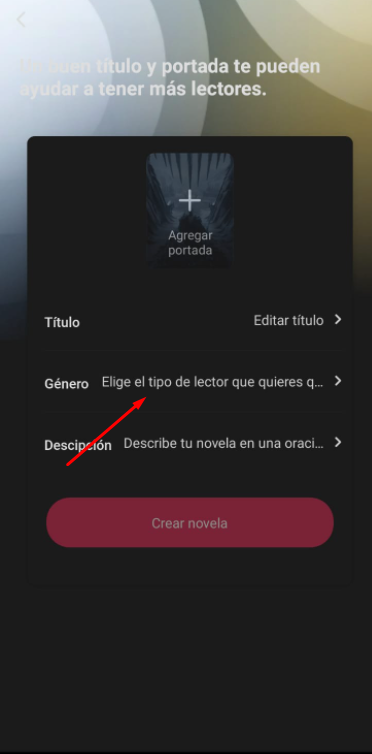 Un buen título y portada te pueden
ayudar a tener más lectores.
Agregar
portada
Título
Editar título
Género
Elige el tipo de lector que quieres q...
Descipción
Describe tu novela en una oraci...
Crear novela